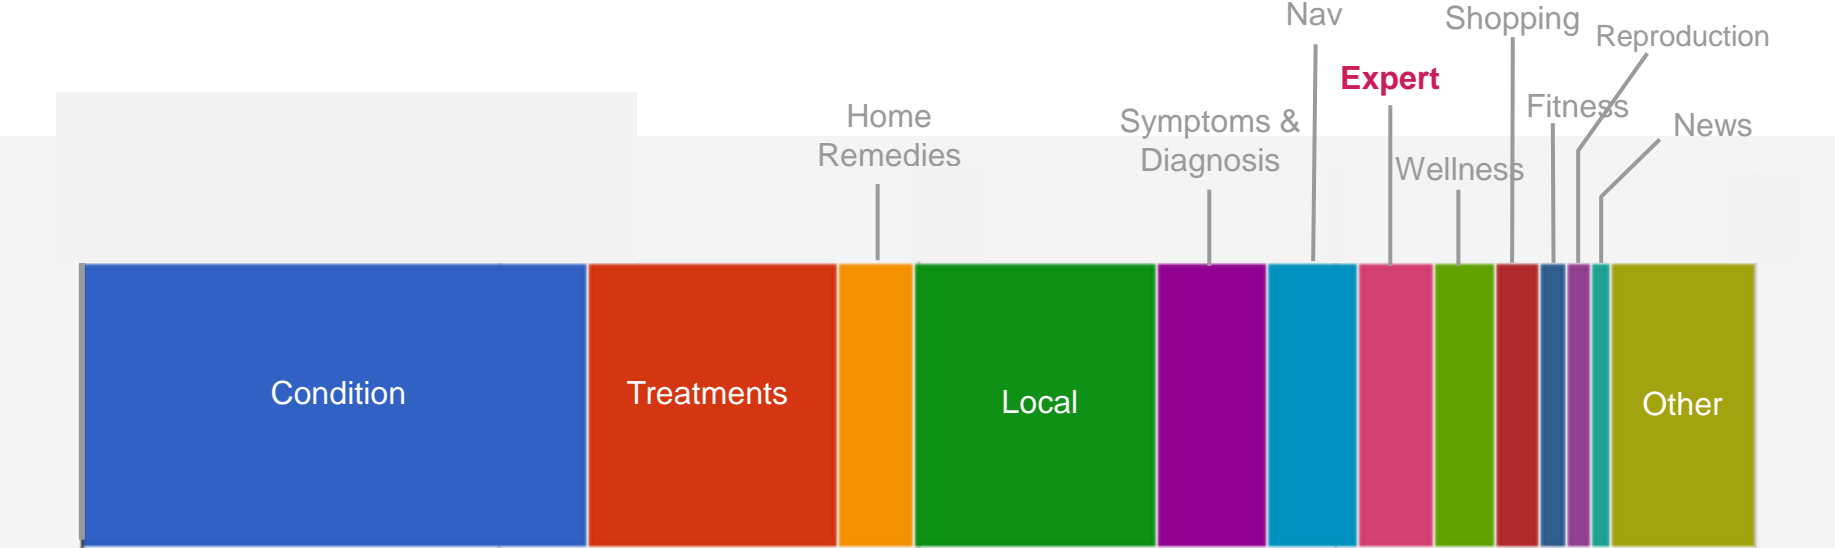 Nav
Shopping
Reproduction
Expert
Home
Remedies
Symptoms &
Diagnosis
Fitness
News
Wellness
Condition
Treatments
Local
Other